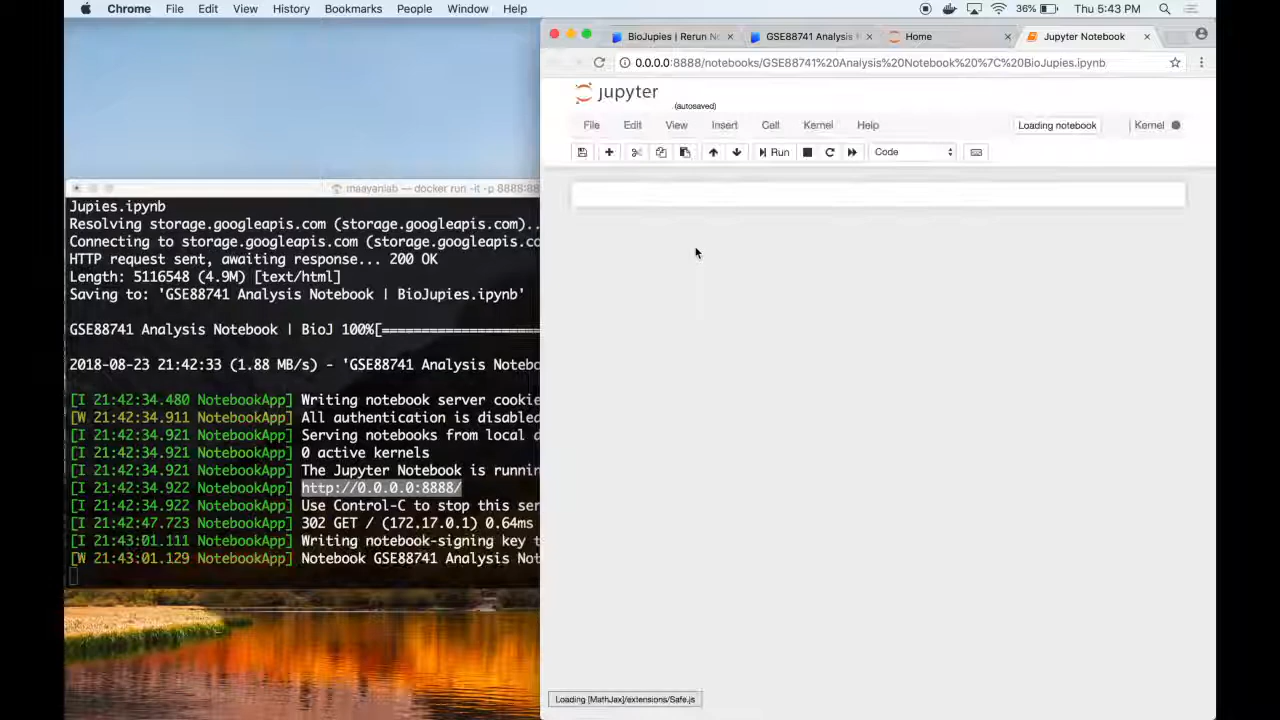 Chrome File Edit View History Bookmarks People Window Help 36% Thu 5:43 PM
BioJupies | Rerun No × GSE88741 Analysis × Home × Jupyter Notebook ×
0.0.0.0:8888/notebooks/GSE88741%20Analysis%20Notebook%20%7C%20BioJupies.ipynb
jupyter
(autosaved)
File Edit View Insert Cell Kernel Help Loading notebook Kernel
Run Code
maayanlab — docker run -it -p 8888:88
Jupies.ipynb
Resolving storage.googleapis.com (storage.googleapis.com)..
Connecting to storage.googleapis.com (storage.googleapis.co
HTTP request sent, awaiting response... 200 OK
Length: 5116548 (4.9M) [text/html]
Saving to: 'GSE88741 Analysis Notebook | BioJupies.ipynb'
GSE88741 Analysis Notebook | BioJ 100%[==================
2018-08-23 21:42:33 (1.88 MB/s) - 'GSE88741 Analysis Noteb
[I 21:42:34.480 NotebookApp] Writing notebook server cookie
[W 21:42:34.911 NotebookApp] All authentication is disabled
[I 21:42:34.921 NotebookApp] Serving notebooks from local d
[I 21:42:34.921 NotebookApp] 0 active kernels
[I 21:42:34.921 NotebookApp] The Jupyter Notebook is runnin
[I 21:42:34.922 NotebookApp] http://0.0.0.0:8888/
[I 21:42:34.922 NotebookApp] Use Control-C to stop this ser
[I 21:42:47.723 NotebookApp] 302 GET / (172.17.0.1) 0.64ms
[I 21:43:01.111 NotebookApp] Writing notebook-signing key t
[W 21:43:01.129 NotebookApp] Notebook GSE88741 Analysis Not
Loading [MathJax]/extensions/Safe.js